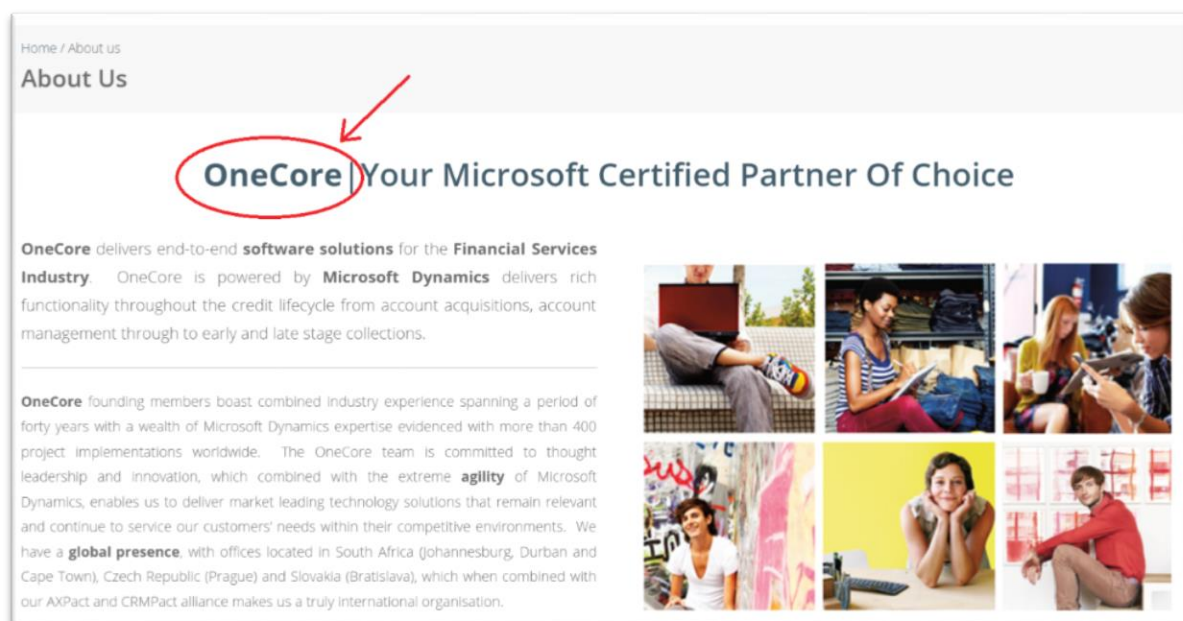 Home / About us
About Us
OneCore | Your Microsoft Certified Partner Of Choice
OneCore delivers end-to-end software solutions for the Financial Services
Industry. OneCore is powered by Microsoft Dynamics delivers rich
functionality throughout the credit lifecycle from account acquisitions, account
management through to early and late stage collections.
OneCore founding members boast combined industry experience spanning a period of
forty years with a wealth of Microsoft Dynamics expertise evidenced with more than 400
project implementations worldwide. The OneCore team is committed to thought
leadership and innovation, which combined with the extreme agility of Microsoft
Dynamics, enables us to deliver market leading technology solutions that remain relevant
and continue to service our customers' needs within their competitive environments. We
have a global presence, with offices located in South Africa (Johannesburg, Durban and
Cape Town), Czech Republic (Prague) and Slovakia (Bratislava), which when combined with
our AXPact and CRMPact alliance makes us a truly international organisation.